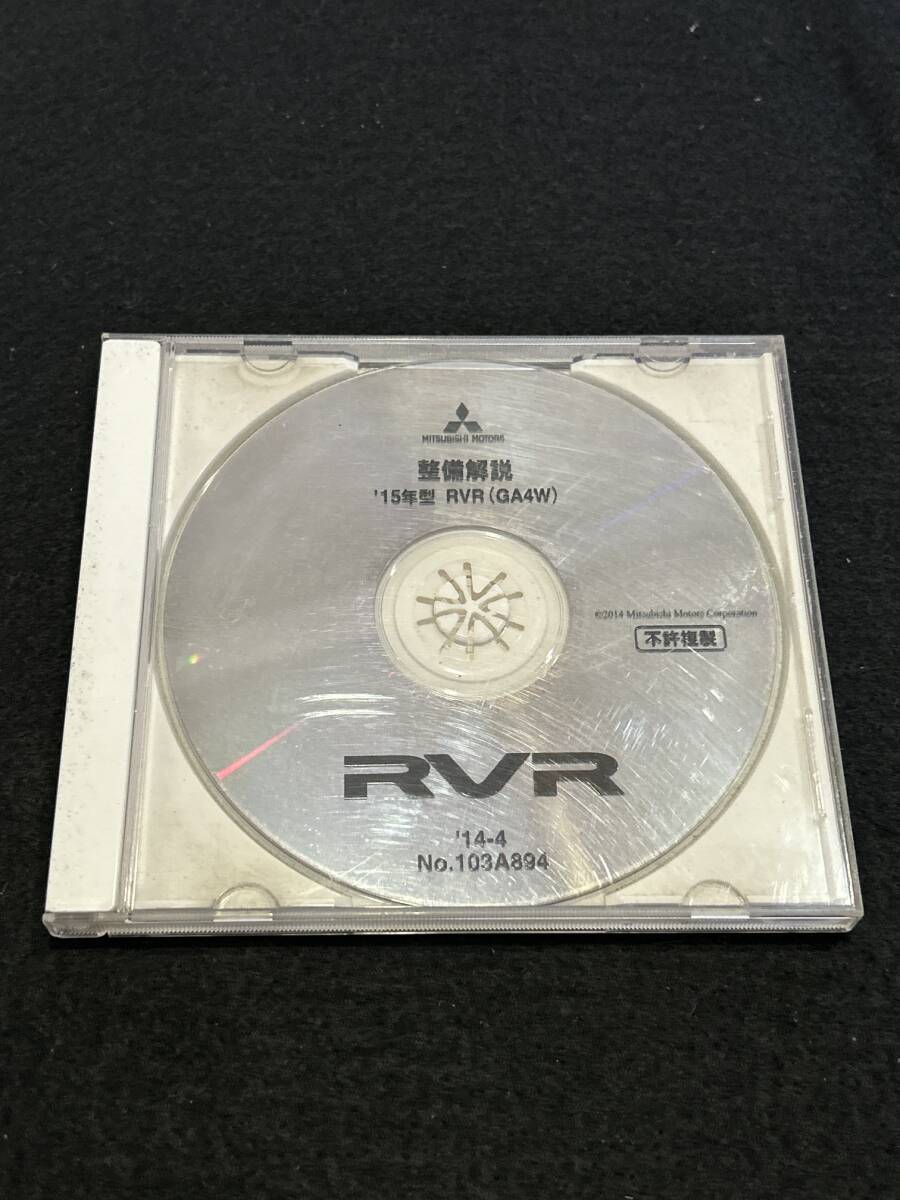 MITSUBISHI MOTORS
整備解説
'15年型 RVR(GA4W)
©2014 Mitsubishi Motors Corporation
不許複製
RVR
'14-4
No.103A894